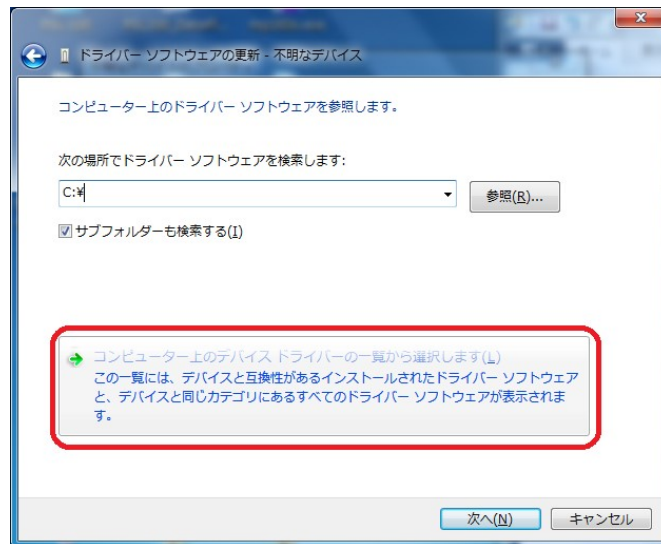 ドライバー ソフトウェアの更新 - 不明なデバイス
コンピューター上のドライバー ソフトウェアを参照します。
次の場所でドライバー ソフトウェアを検索します:
C:¥
参照(R)...
サブフォルダーも検索する(I)
コンピューター上のデバイス ドライバーの一覧から選択します(L)
この一覧には、デバイスと互換性があるインストールされたドライバー ソフトウェア
と、デバイスと同じカテゴリにあるすべてのドライバー ソフトウェアが表示されま
す。
次へ(N)
キャンセル